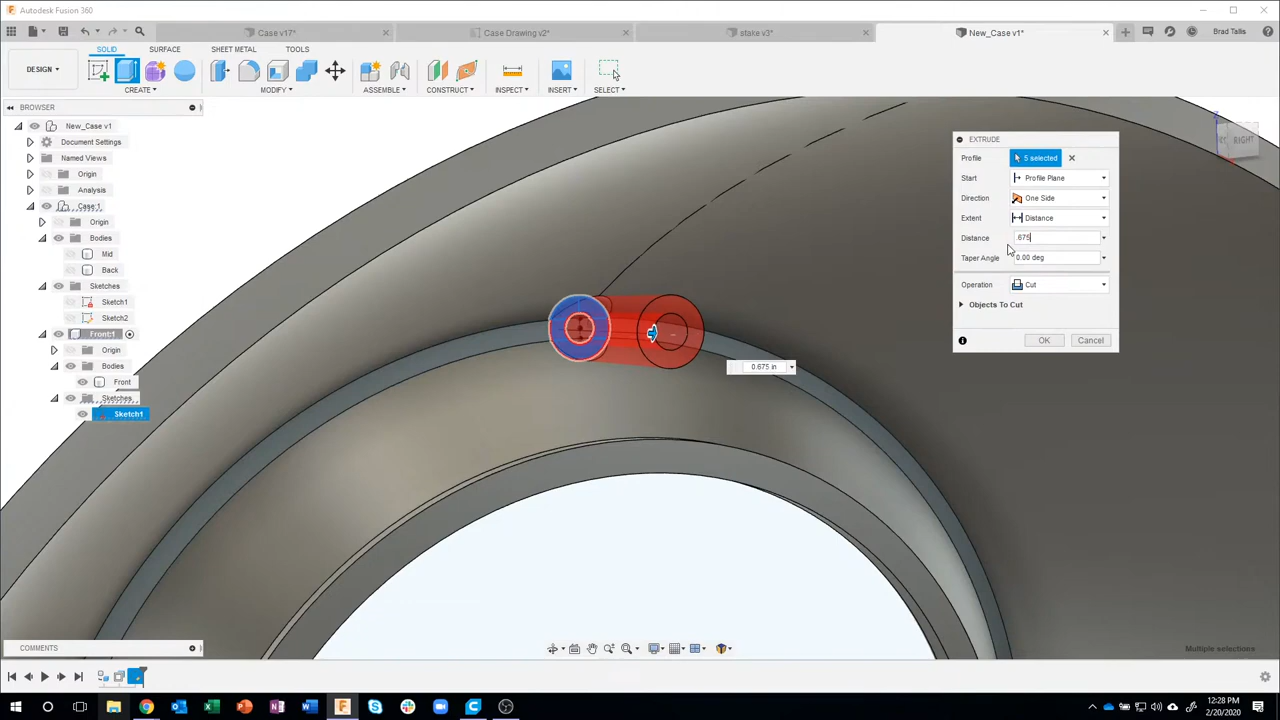 Autodesk Fusion 360
Case v17*
Case Drawing v2*
stake v3*
New_Case v1*
Brad Tallis
SOLID
SURFACE
SHEET METAL
TOOLS
DESIGN
CREATE
MODIFY
ASSEMBLE
CONSTRUCT
INSPECT
INSERT
SELECT
BROWSER
New_Case v1
Document Settings
Named Views
Origin
Analysis
Case:1
Origin
Bodies
Mid
Back
Sketches
Sketch1
Sketch2
Front:1
Origin
Bodies
Front
Sketches
Sketch1
RIGHT
EXTRUDE
Profile 5 selected
Start Profile Plane
Direction One Side
Extent Distance
Distance .675
Taper Angle 0.00 deg
Operation Cut
Objects To Cut
OK Cancel
0.675 in
COMMENTS
Multiple selections
12:28 PM
2/20/2020